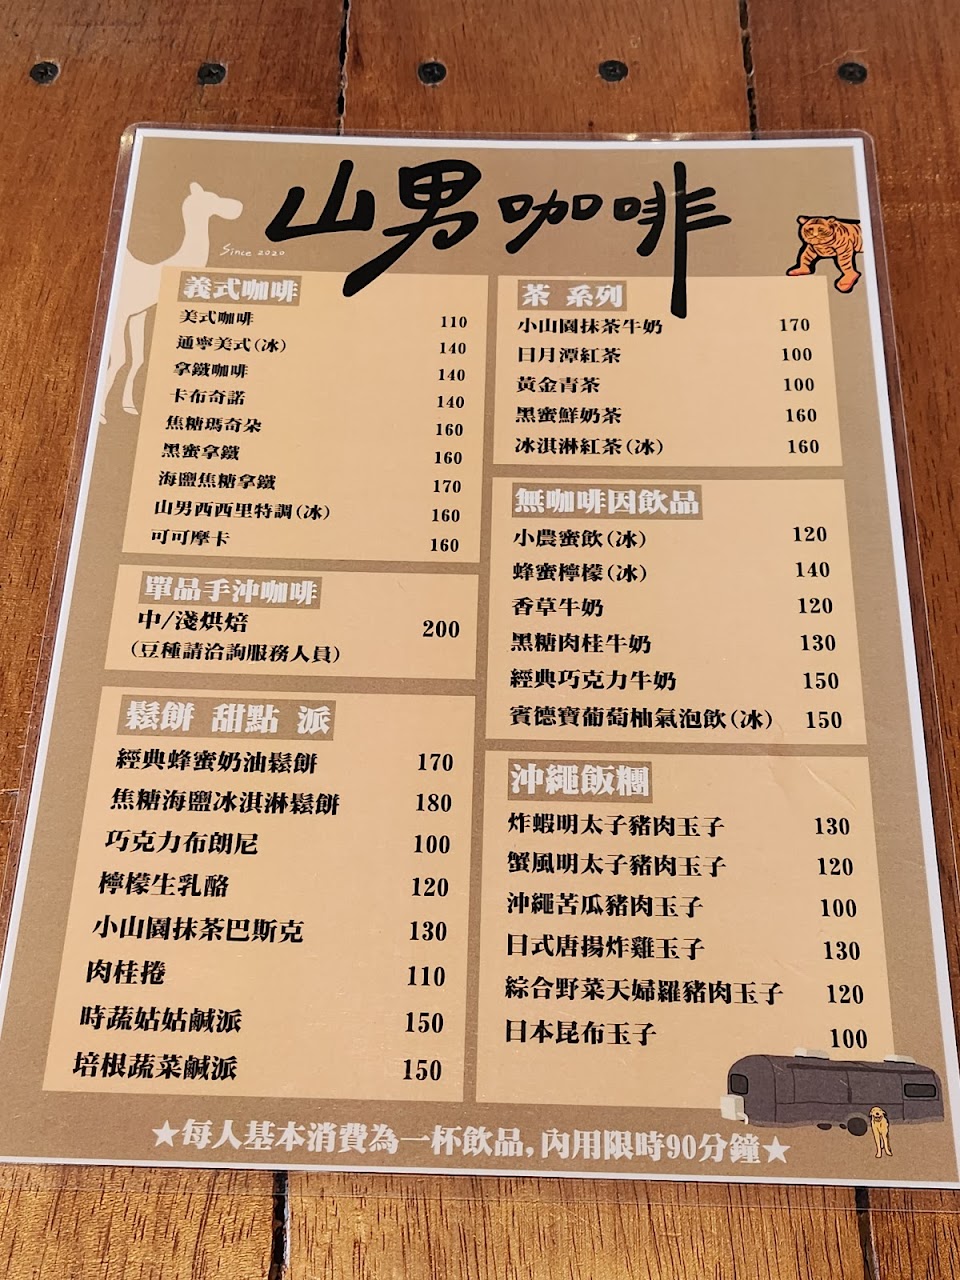 山男咖啡
Since 2020
義式咖啡
美式咖啡 110
通寧美式(冰) 140
拿鐵咖啡 140
卡布奇諾 140
焦糖瑪奇朵 160
黑蜜拿鐵 160
海鹽焦糖拿鐵 170
山男西西里特調(冰) 160
可可摩卡 160
單品手沖咖啡
中/淺烘焙 200
(豆種請洽詢服務人員)
鬆餅 甜點 派
經典蜂蜜奶油鬆餅 170
焦糖海鹽冰淇淋鬆餅 180
巧克力布朗尼 100
檸檬生乳酪 120
小山園抹茶巴斯克 130
肉桂捲 110
時蔬菇菇鹹派 150
培根蔬菜鹹派 150
茶 系列
小山園抹茶牛奶 170
日月潭紅茶 100
黃金青茶 100
黑蜜鮮奶茶 160
冰淇淋紅茶(冰) 160
無咖啡因飲品
小農蜜飲(冰) 120
蜂蜜檸檬(冰) 140
香草牛奶 120
黑糖肉桂牛奶 130
經典巧克力牛奶 150
賓德寶葡萄柚氣泡飲(冰) 150
沖繩飯糰
炸蝦明太子豬肉玉子 130
蟹風明太子豬肉玉子 120
沖繩苦瓜豬肉玉子 100
日式唐揚炸雞玉子 130
綜合野菜天婦羅豬肉玉子 120
日本昆布玉子 100
★每人基本消費為一杯飲品,內用限時90分鐘★